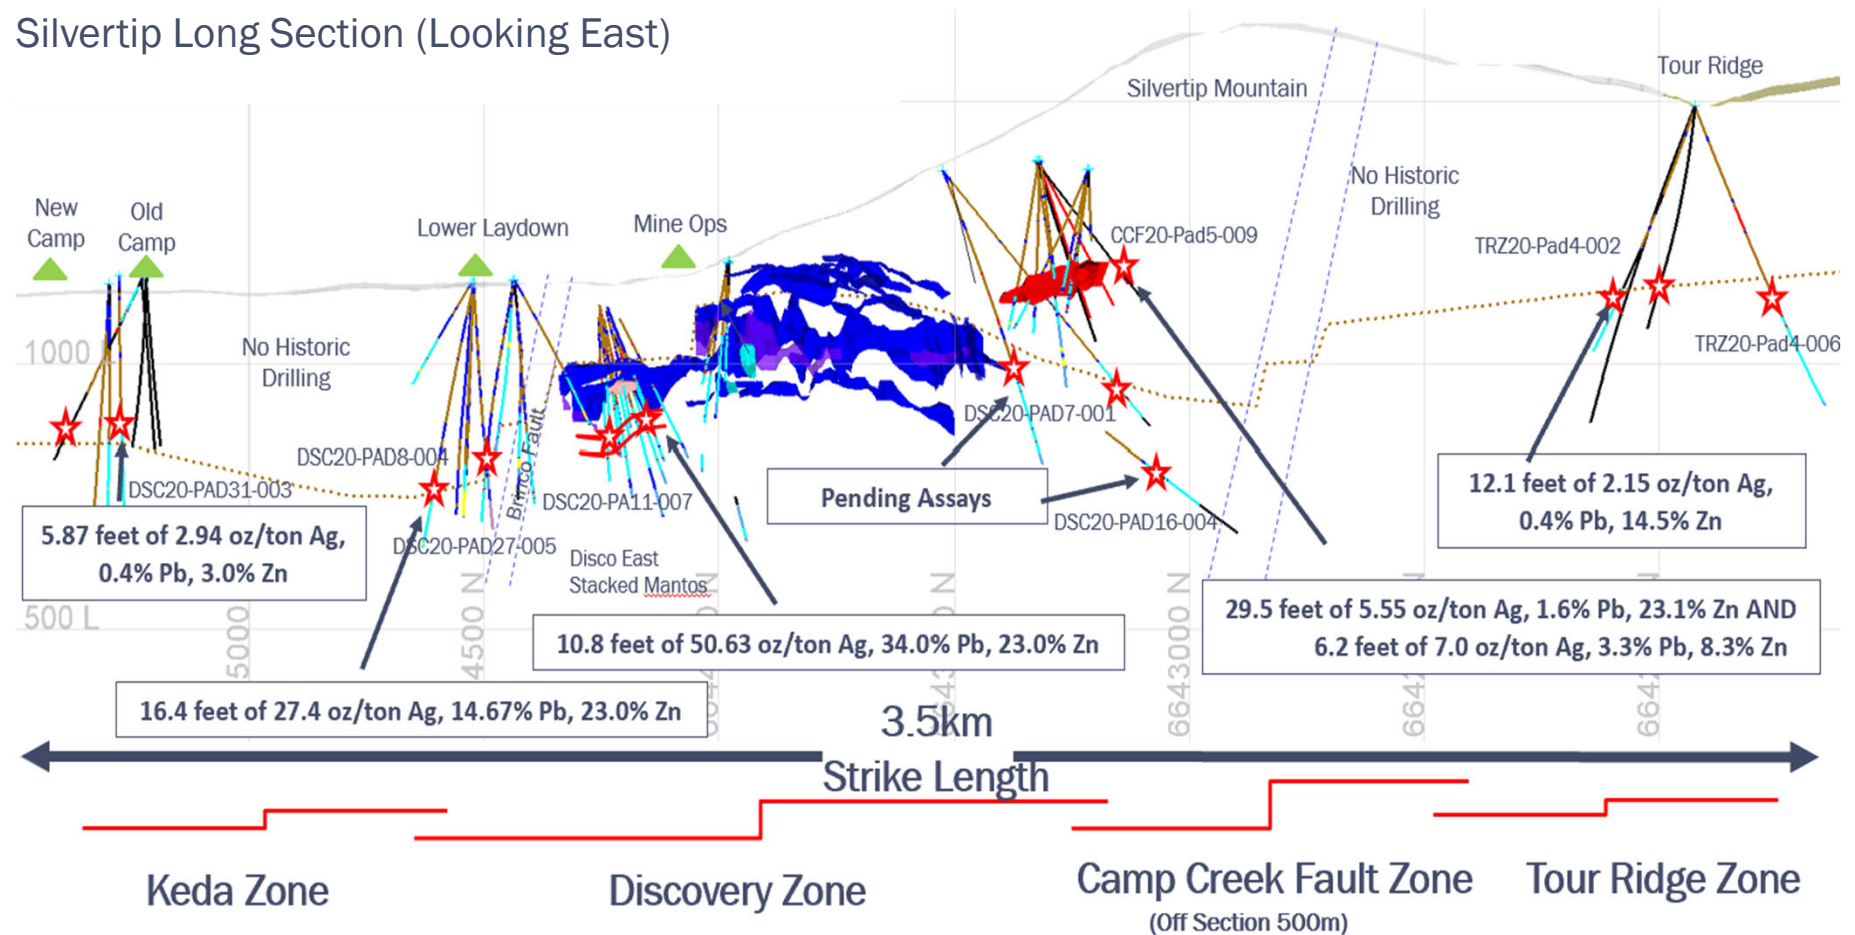 Silvertip Long Section (Looking East)
Tour Ridge
Silvertip Mountain
No Historic
Drilling
New
Camp
Old
Camp
Lower Laydown
Mine Ops
CCF20-Pad5-009
TRZ20-Pad4-002
1000
No Historic
Drilling
TRZ20-Pad4-006
DSC20-PAD7-001
DSC20-PAD8-004
Brinco Fault
DSC20-PAD31-003
DSC20-PA11-007
Pending Assays
12.1 feet of 2.15 oz/ton Ag,
0.4% Pb, 14.5% Zn
DSC20-PAD16-004
5.87 feet of 2.94 oz/ton Ag,
0.4% Pb, 3.0% Zn
DSC20-PAD27-005
Disco East
Stacked Mantos
500 L
5000
4500 N
N
N
6643000 N
10.8 feet of 50.63 oz/ton Ag, 34.0% Pb, 23.0% Zn
29.5 feet of 5.55 oz/ton Ag, 1.6% Pb, 23.1% Zn AND
6.2 feet of 7.0 oz/ton Ag, 3.3% Pb, 8.3% Zn
16.4 feet of 27.4 oz/ton Ag, 14.67% Pb, 23.0% Zn
3.5km
Strike Length
Keda Zone
Discovery Zone
Camp Creek Fault Zone
(Off Section 500m)
Tour Ridge Zone